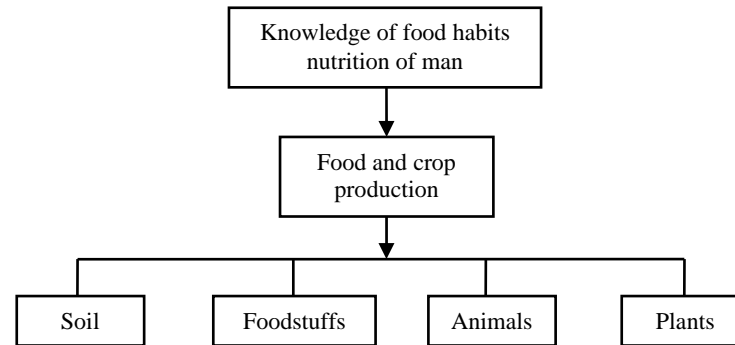 Knowledge of food habits
nutrition of man
Food and crop
production
Soil
Foodstuffs
Animals
Plants